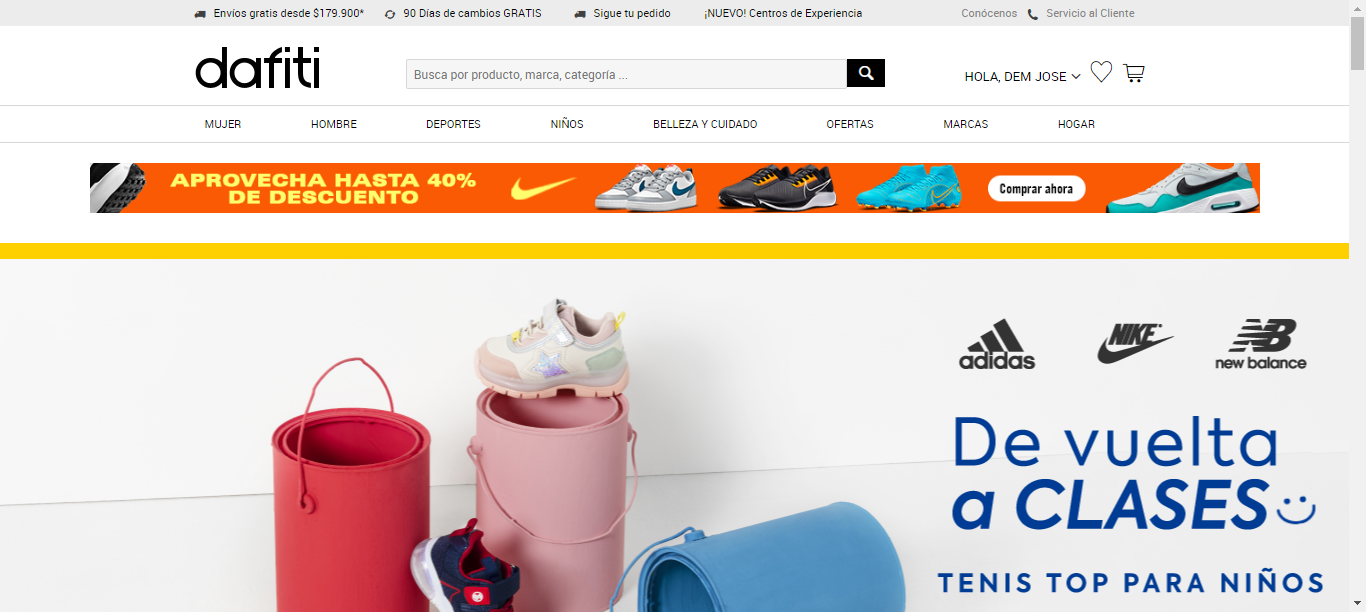 Envíos gratis desde $179.900*
90 Días de cambios GRATIS
Sigue tu pedido
¡NUEVO! Centros de Experiencia
Conócenos
Servicio al Cliente
dafiti
Busca por producto, marca, categoría ...
HOLA, DEM JOSE
MUJER
HOMBRE
DEPORTES
NIÑOS
BELLEZA Y CUIDADO
OFERTAS
MARCAS
HOGAR
APROVECHA HASTA 40%
DE DESCUENTO
Comprar ahora
adidas
NIKE
NB
new balance
De vuelta
a CLASES
TENIS TOP PARA NIÑOS